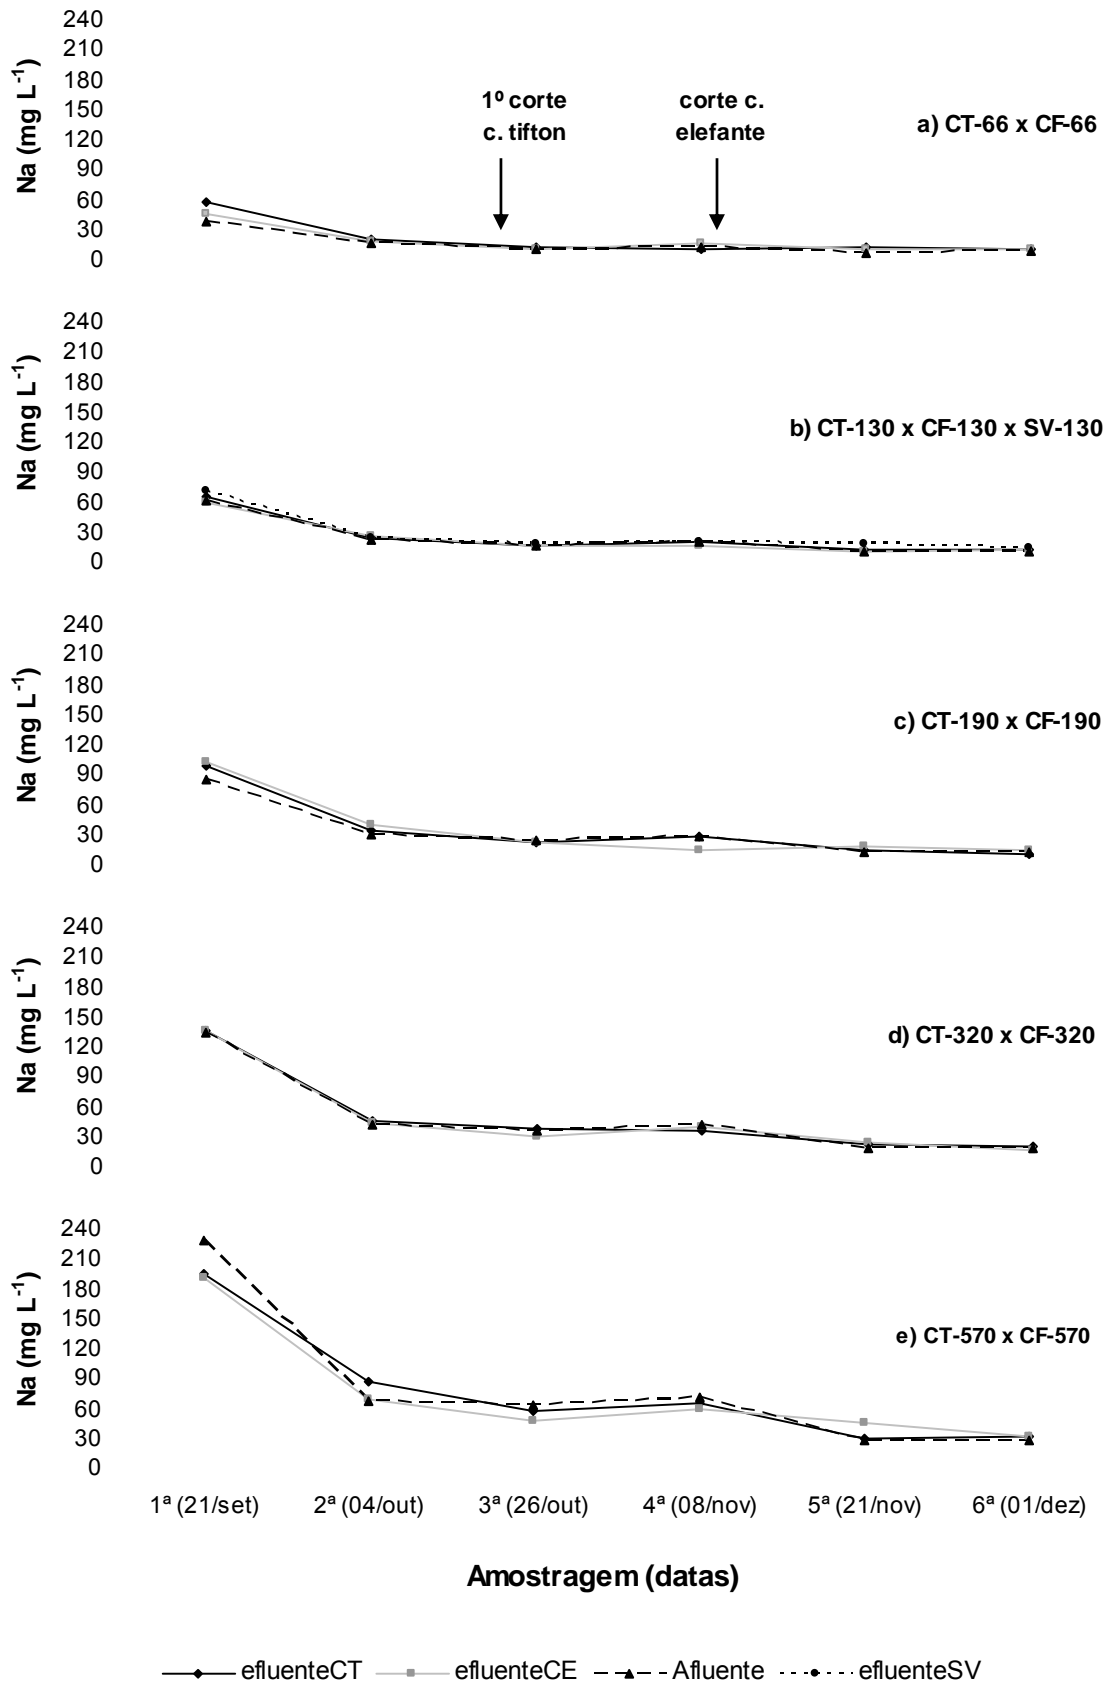 240
210
180
150
120
90
60
30
0
Na (mg L-1)
1º corte
c. tifton
corte c.
elefante
a) CT-66 x CF-66
240
210
180
150
120
90
60
30
0
Na (mg L-1)
b) CT-130 x CF-130 x SV-130
240
210
180
150
120
90
60
30
0
Na (mg L-1)
c) CT-190 x CF-190
240
210
180
150
120
90
60
30
0
Na (mg L-1)
d) CT-320 x CF-320
240
210
180
150
120
90
60
30
0
Na (mg L-1)
e) CT-570 x CF-570
1ª (21/set) 2ª (04/out) 3ª (26/out) 4ª (08/nov) 5ª (21/nov) 6ª (01/dez)
Amostragem (datas)
efluenteCT efluenteCE Afluente efluenteSV